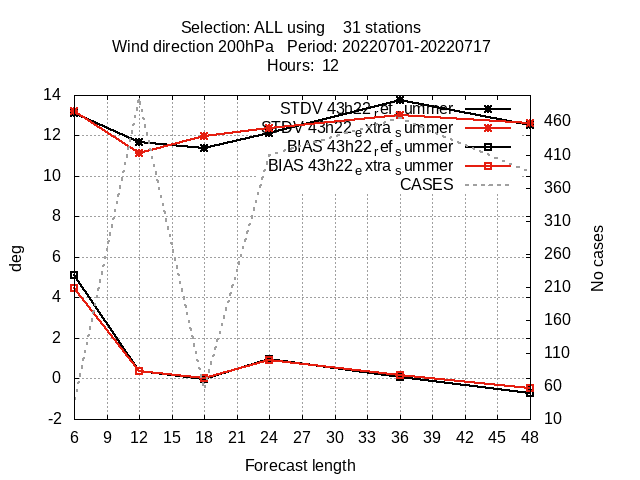 Selection: ALL using    31 stations
Wind direction 200hPa   Period: 20220701-20220717
Hours:  12
14
12
10
8
6
4
2
0
-2
deg
STDV 43h22_ref_summer
STDV 43h22_extra_summer
BIAS 43h22_ref_summer
BIAS 43h22_extra_summer
CASES
460
410
360
310
260
210
160
110
60
10
No cases
6 9 12 15 18 21 24 27 30 33 36 39 42 45 48
Forecast length